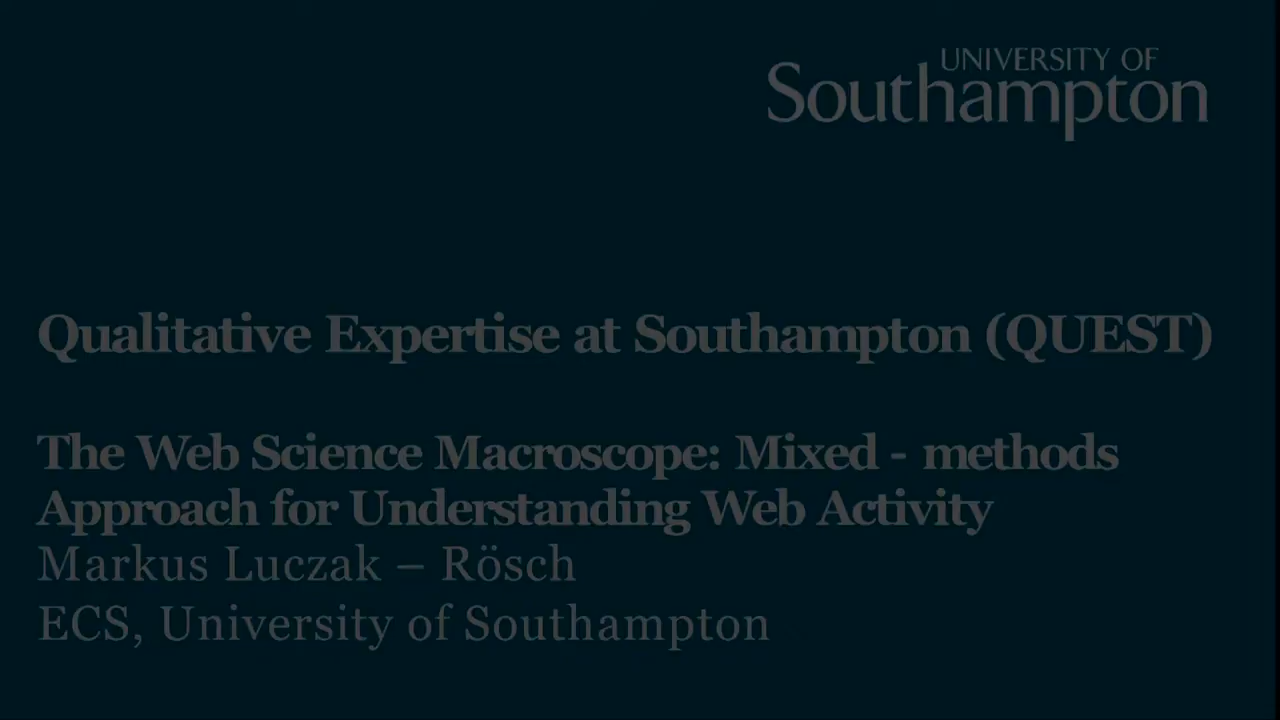 UNIVERSITY OF
Southampton
Qualitative Expertise at Southampton (QUEST)
The Web Science Macroscope: Mixed - methods
Approach for Understanding Web Activity
Markus Luczak – Rösch
ECS, University of Southampton